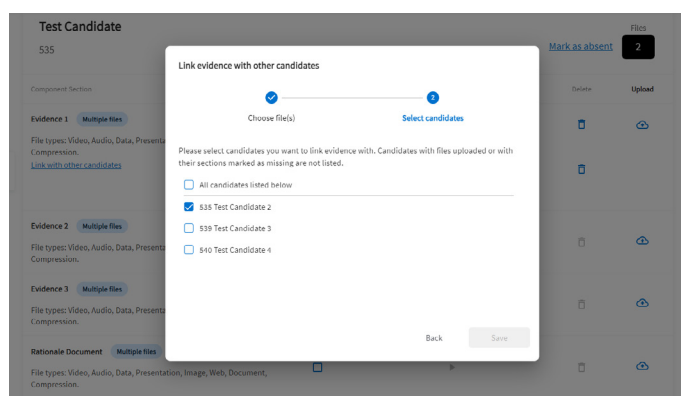 Test Candidate
535
Files
Mark as absent
2
Component Section
Delete
Upload
Link evidence with other candidates
2
Choose file(s)
Select candidates
Please select candidates you want to link evidence with. Candidates with files uploaded or with
their sections marked as missing are not listed.
All candidates listed below
535 Test Candidate 2
539 Test Candidate 3
540 Test Candidate 4
Back
Save
Evidence 1 Multiple files
File types: Video, Audio, Data, Presenta
Compression.
Link with other candidates
Evidence 2 Multiple files
File types: Video, Audio, Data, Presenta
Compression.
Evidence 3 Multiple files
File types: Video, Audio, Data, Presenta
Compression.
Rationale Document Multiple files
File types: Video, Audio, Data, Presentation, Image, Web, Document,
Compression.